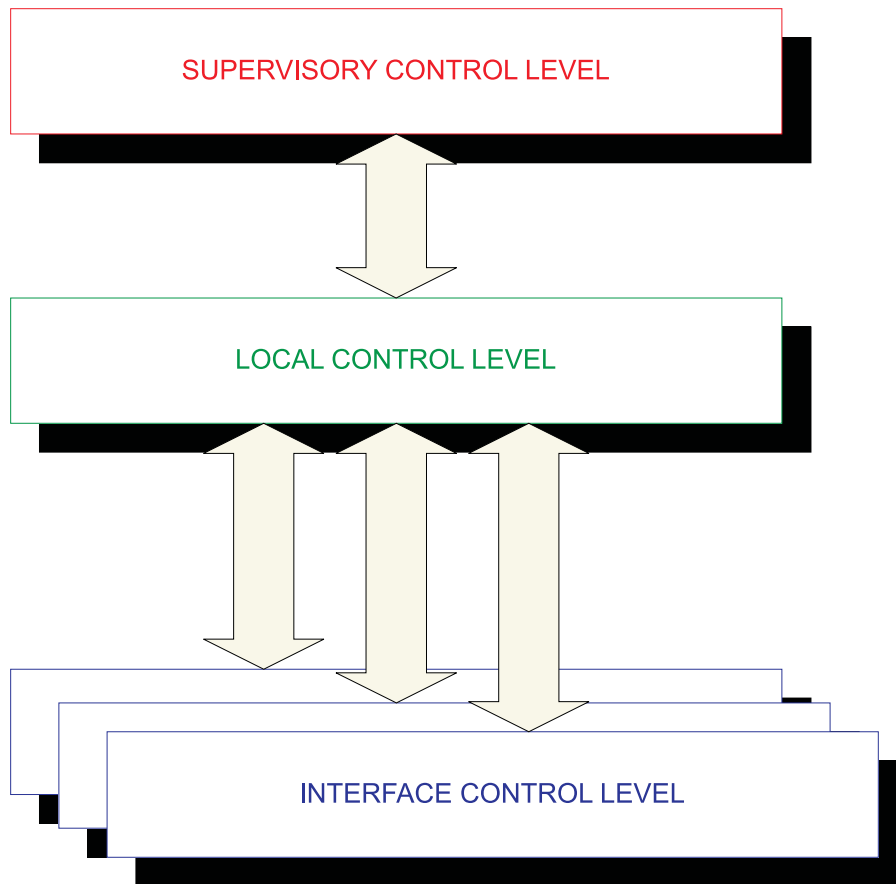 SUPERVISORY CONTROL LEVEL
LOCAL CONTROL LEVEL
INTERFACE CONTROL LEVEL